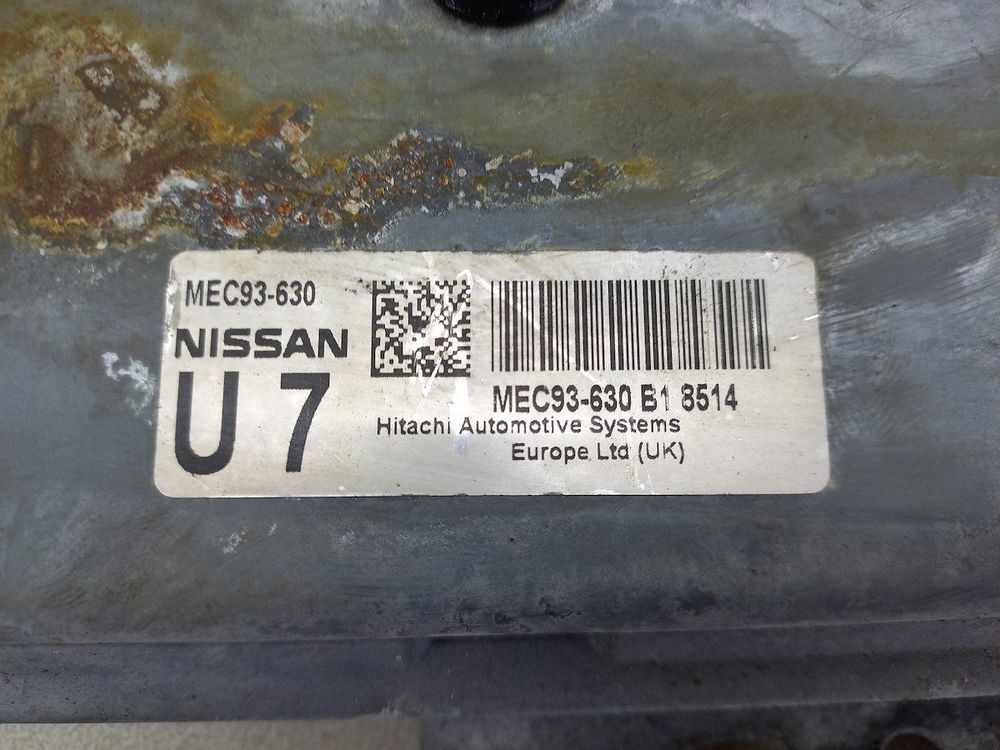 MEC93-630
NISSAN
U 7
MEC93-630 B1 8514
Hitachi Automotive Systems
Europe Ltd (UK)